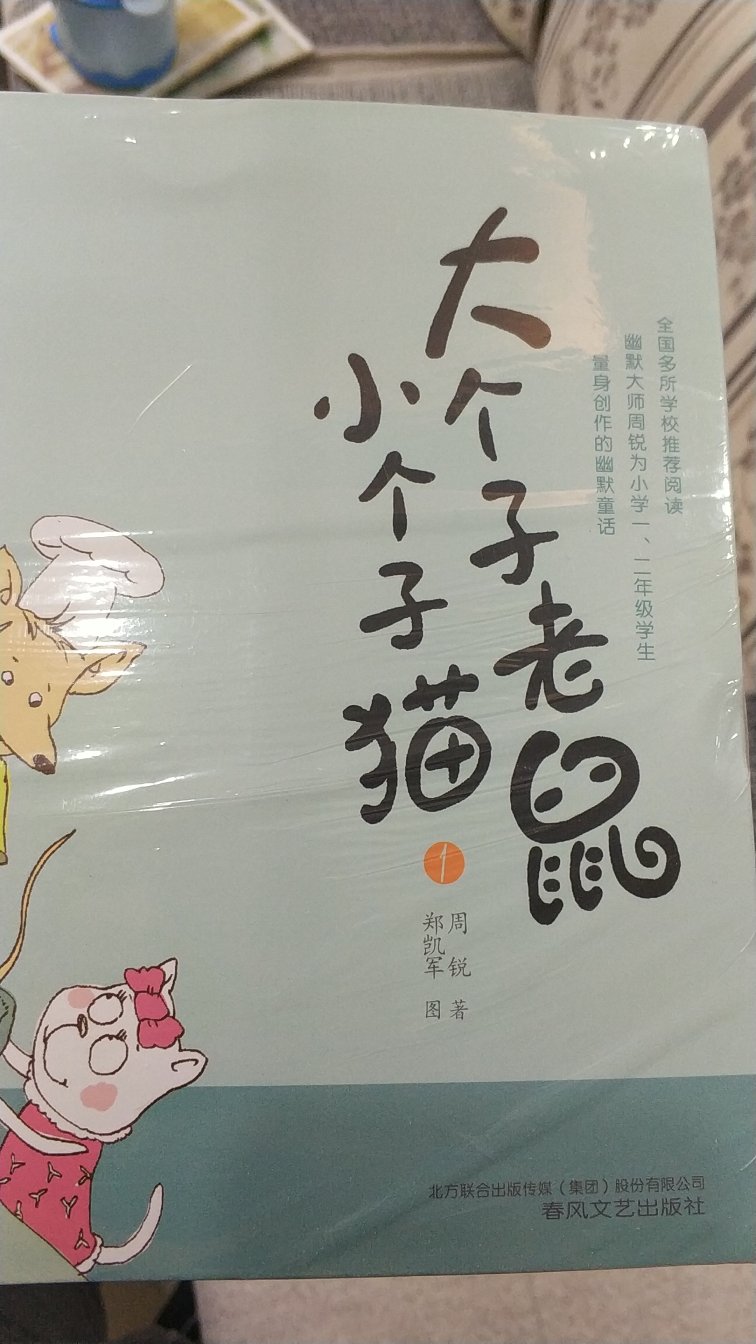 全国多所学校推荐阅读
幽默大师周锐为小学一、二年级学生
量身创作的幽默童话
大个子老鼠
小个子猫
1
周锐 著
郑凯军 图
北方联合出版传媒（集团）股份有限公司
春风文艺出版社